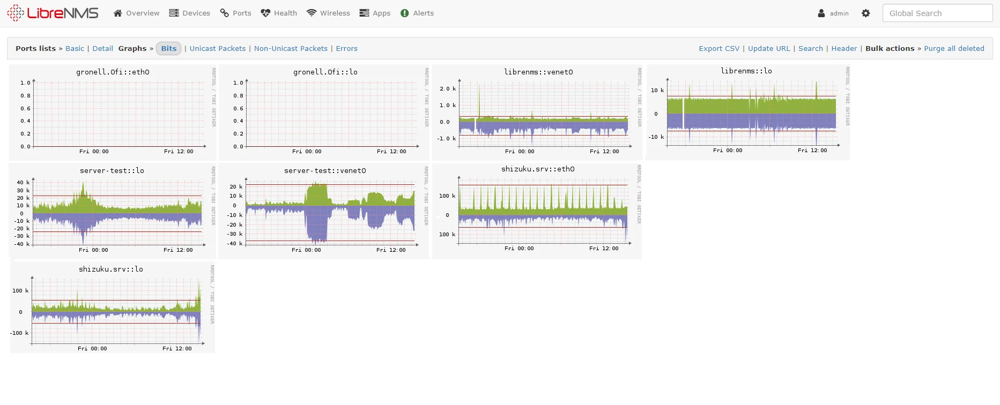 LibreNMS Overview Devices Ports Health Wireless Apps Alerts admin Global Search
Ports lists » Basic | Detail Graphs » Bits | Unicast Packets | Non-Unicast Packets | Errors Export CSV | Update URL | Search | Header | Bulk actions » Purge all deleted
gronell.0fi::eth0
1.0
0.8
0.6
0.4
0.2
0.0
Fri 00:00 Fri 12:00
RRDTOOL / TOBI OETIKER
gronell.0fi::lo
1.0
0.8
0.6
0.4
0.2
0.0
Fri 00:00 Fri 12:00
RRDTOOL / TOBI OETIKER
librenms::venet0
2.0 k
1.0 k
0.0
-1.0 k
Fri 00:00 Fri 12:00
RRDTOOL / TOBI OETIKER
librenms::lo
10 k
0
-10 k
Fri 00:00 Fri 12:00
RRDTOOL / TOBI OETIKER
server-test::lo
40 k
30 k
20 k
10 k
0
-10 k
-20 k
-30 k
-40 k
Fri 00:00 Fri 12:00
RRDTOOL / TOBI OETIKER
server-test::venet0
20 k
10 k
0
-10 k
-20 k
-30 k
-40 k
Fri 00:00 Fri 12:00
RRDTOOL / TOBI OETIKER
shizuku.srv::eth0
100 k
0
100 k
Fri 00:00 Fri 12:00
RRDTOOL / TOBI OETIKER
shizuku.srv::lo
100 k
0
-100 k
Fri 00:00 Fri 12:00
RRDTOOL / TOBI OETIKER